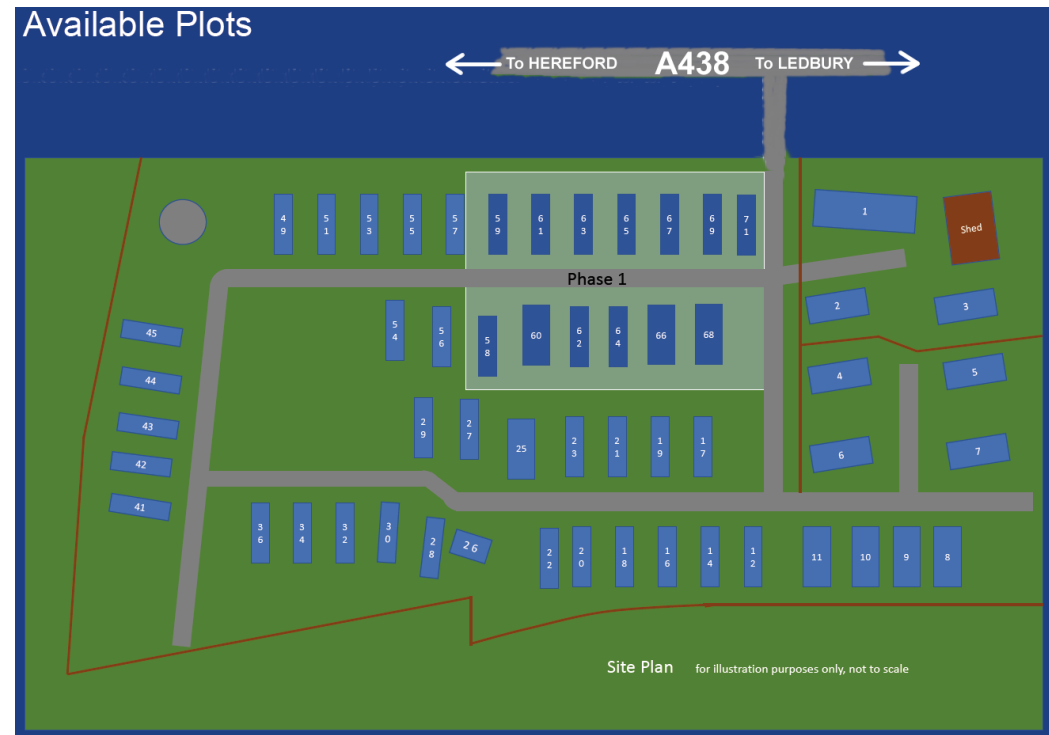 Available Plots
To HEREFORD A438 To LEDBURY
49 51 53 55 57 59 61 63 65 67 69 71
1
Shed
Phase 1
2 3
54 56 58 60 62 64 66 68
45
44
43
42
41
4 5
29 27 25 23 21 19 17
6 7
36 34 32 30 28 26
22 20 18 16 14 12 11 10 9 8
Site Plan for illustration purposes only, not to scale